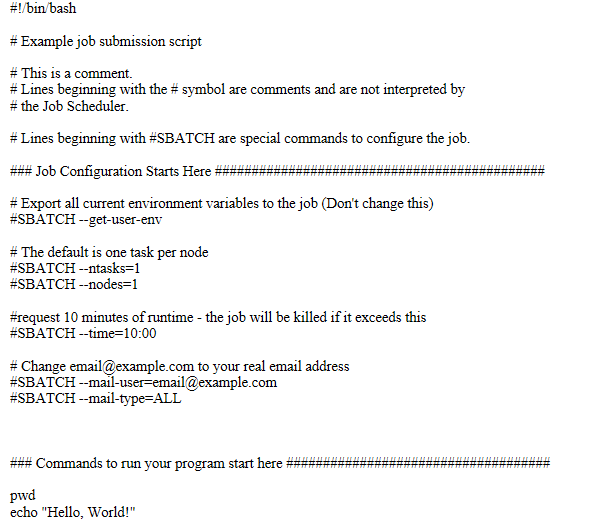 #!/bin/bash
# Example job submission script
# This is a comment.
# Lines beginning with the # symbol are comments and are not interpreted by
# the Job Scheduler.
# Lines beginning with #SBATCH are special commands to configure the job.
### Job Configuration Starts Here #############################################
# Export all current environment variables to the job (Don't change this)
#SBATCH --get-user-env
# The default is one task per node
#SBATCH --ntasks=1
#SBATCH --nodes=1
#request 10 minutes of runtime - the job will be killed if it exceeds this
#SBATCH --time=10:00
# Change email@example.com to your real email address
#SBATCH --mail-user=email@example.com
#SBATCH --mail-type=ALL
### Commands to run your program start here ####################################
pwd
echo "Hello, World!"